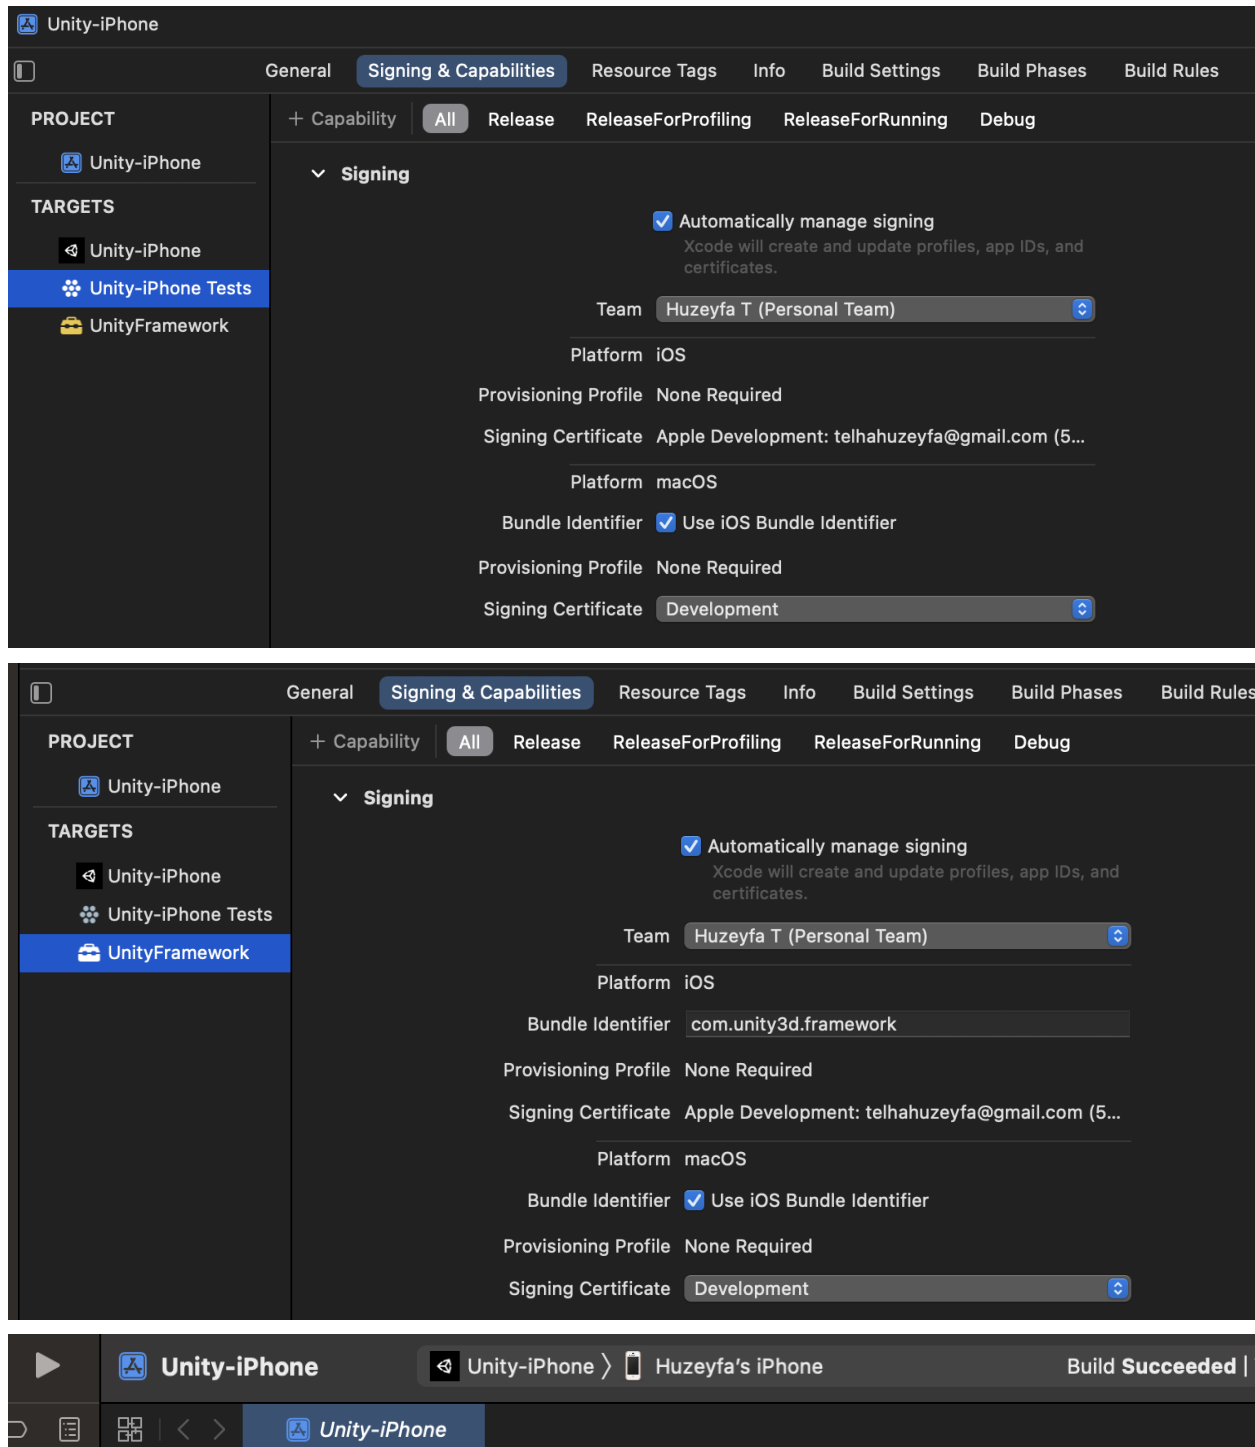 Unity-iPhone
General Signing & Capabilities Resource Tags Info Build Settings Build Phases Build Rules
PROJECT
+ Capability All Release ReleaseForProfiling ReleaseForRunning Debug
Unity-iPhone
Signing
TARGETS
Automatically manage signing
Xcode will create and update profiles, app IDs, and
certificates.
Unity-iPhone
Unity-iPhone Tests
UnityFramework
Team Huzeyfa T (Personal Team)
Platform iOS
Provisioning Profile None Required
Signing Certificate Apple Development: telhahuzeyfa@gmail.com (5...
Platform macOS
Bundle Identifier Use iOS Bundle Identifier
Provisioning Profile None Required
Signing Certificate Development
General Signing & Capabilities Resource Tags Info Build Settings Build Phases Build Rules
PROJECT
+ Capability All Release ReleaseForProfiling ReleaseForRunning Debug
Unity-iPhone
Signing
TARGETS
Automatically manage signing
Xcode will create and update profiles, app IDs, and
certificates.
Unity-iPhone
Unity-iPhone Tests
UnityFramework
Team Huzeyfa T (Personal Team)
Platform iOS
Bundle Identifier com.unity3d.framework
Provisioning Profile None Required
Signing Certificate Apple Development: telhahuzeyfa@gmail.com (5...
Platform macOS
Bundle Identifier Use iOS Bundle Identifier
Provisioning Profile None Required
Signing Certificate Development
Unity-iPhone Unity-iPhone 〉 Huzeyfa's iPhone Build Succeeded |
Unity-iPhone